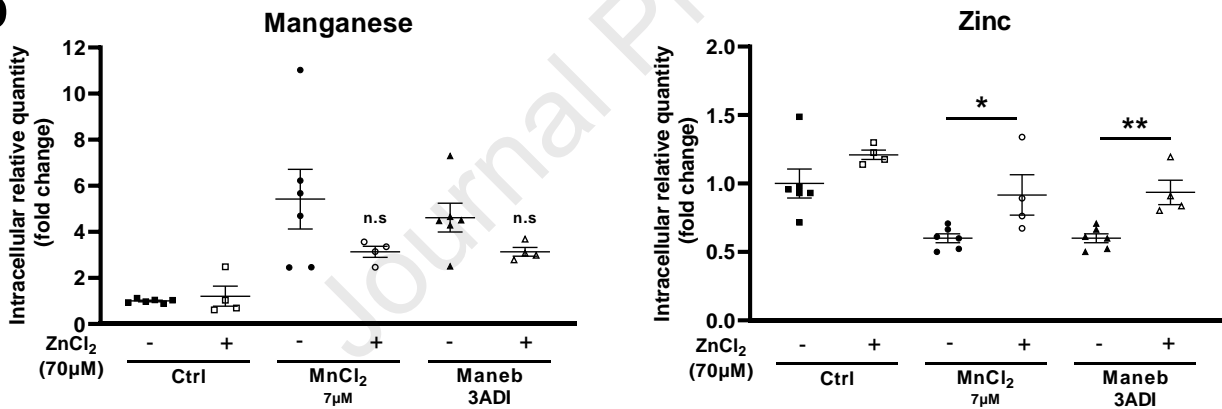 Manganese
Intracellular relative quantity
(fold change)
12
10
8
6
4
2
0
n.s
n.s
ZnCl2 - + - + - +
(70µM)
Ctrl
MnCl2
7µM
Maneb
3ADI
Zinc
Intracellular relative quantity
(fold change)
2.0
1.5
1.0
0.5
0.0
*
**
ZnCl2 - + - + - +
(70µM)
Ctrl
MnCl2
7µM
Maneb
3ADI
Journal